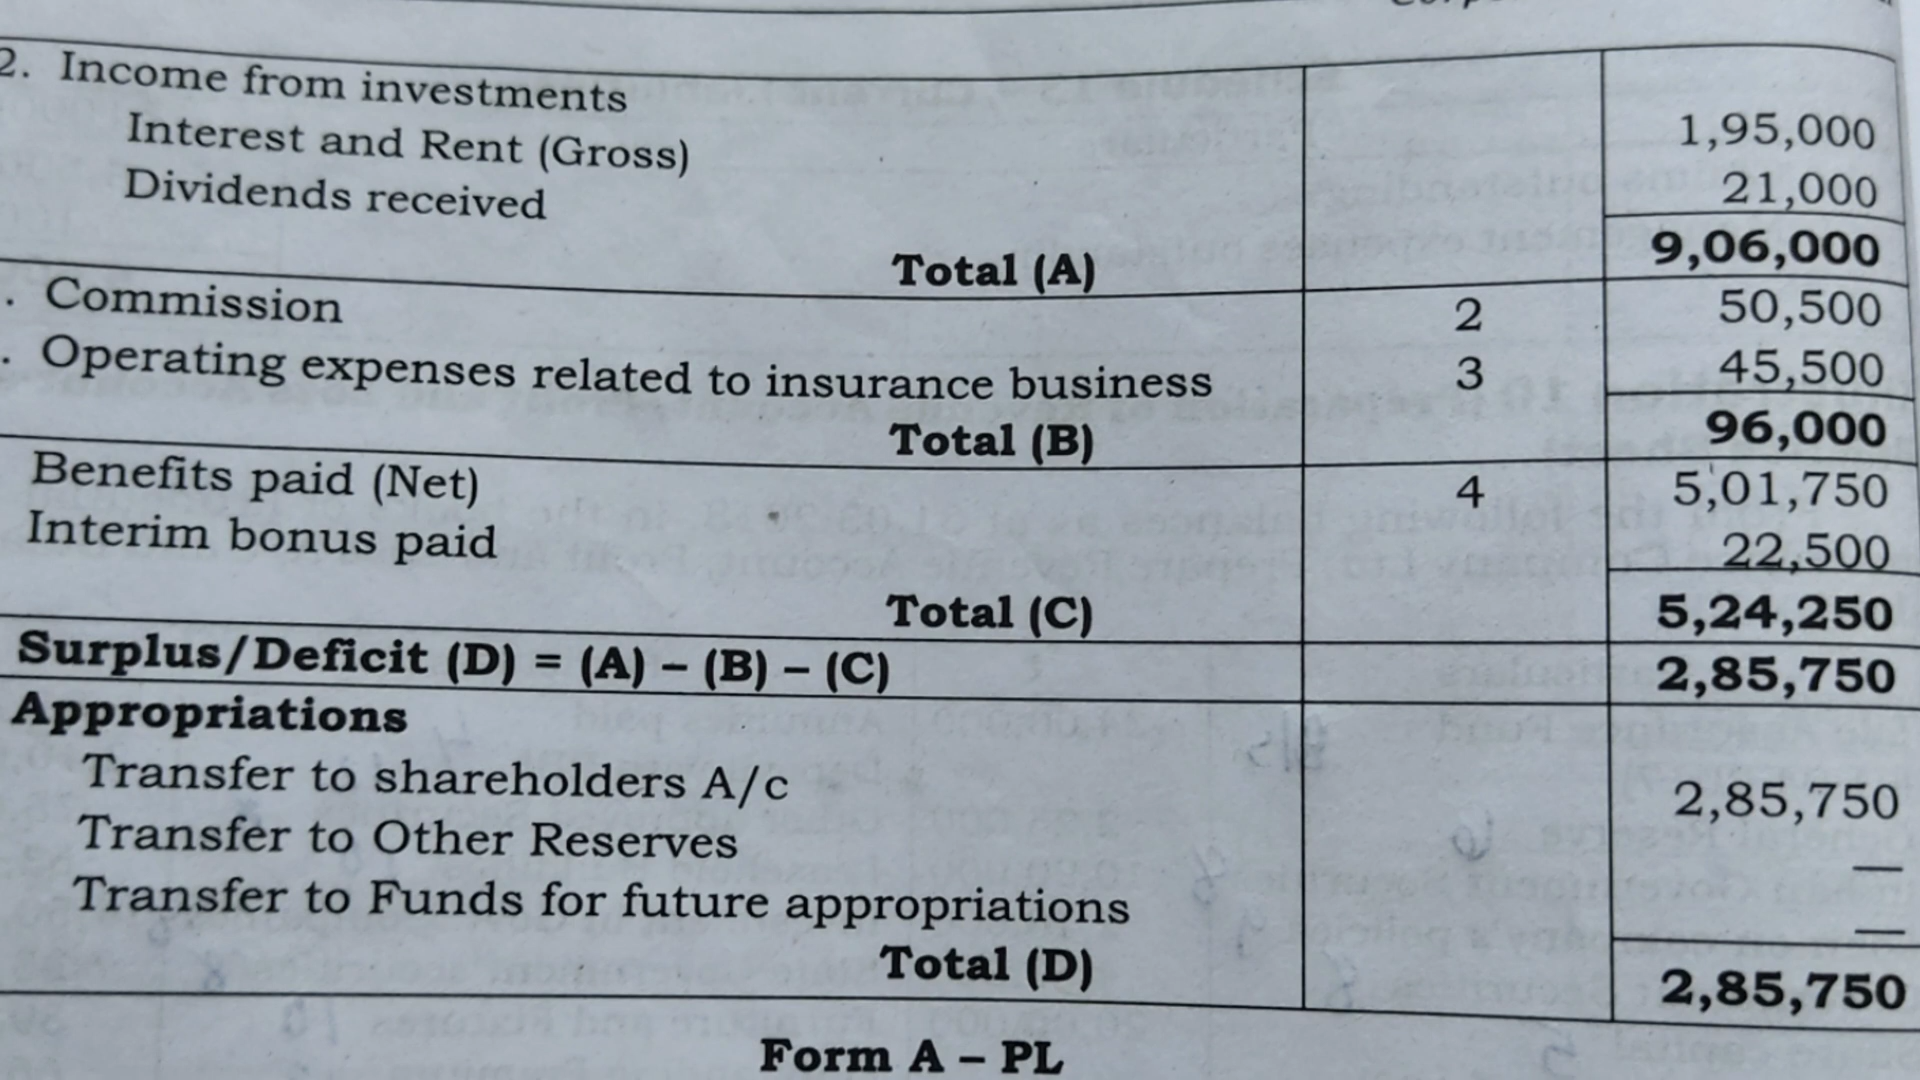 2. Income from investments
Interest and Rent (Gross) 1,95,000
Dividends received 21,000
Total (A) 9,06,000
. Commission 2 50,500
. Operating expenses related to insurance business 3 45,500
Total (B) 96,000
Benefits paid (Net) 4 5,01,750
Interim bonus paid 22,500
Total (C) 5,24,250
Surplus/Deficit (D) = (A) – (B) – (C) 2,85,750
Appropriations
Transfer to shareholders A/c 2,85,750
Transfer to Other Reserves —
Transfer to Funds for future appropriations —
Total (D) 2,85,750
Form A – PL